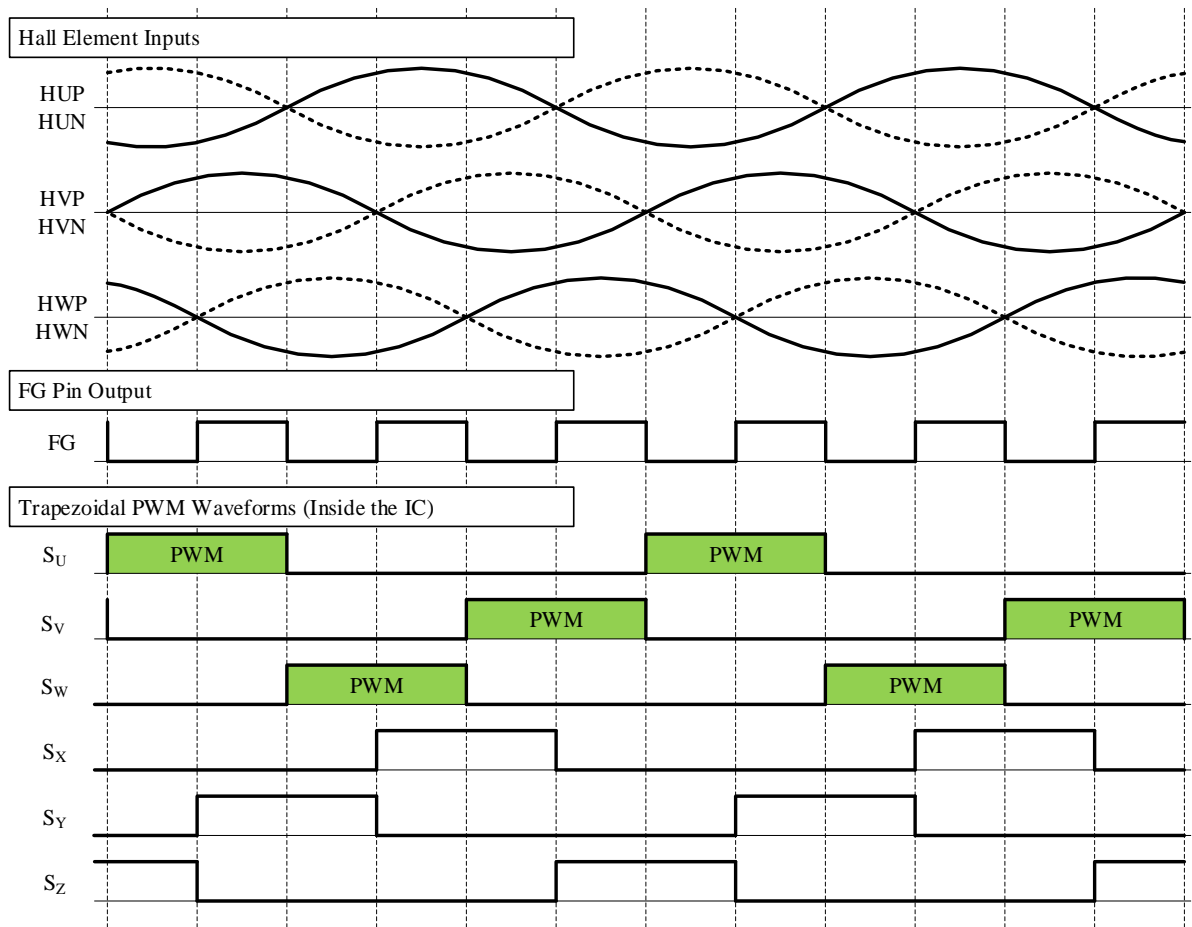 Hall Element Inputs
HUP
HUN
HVP
HVN
HWP
HWN
FG Pin Output
FG
Trapezoidal PWM Waveforms (Inside the IC)
SU PWM PWM
SV PWM PWM
SW PWM PWM
SX
SY
SZ